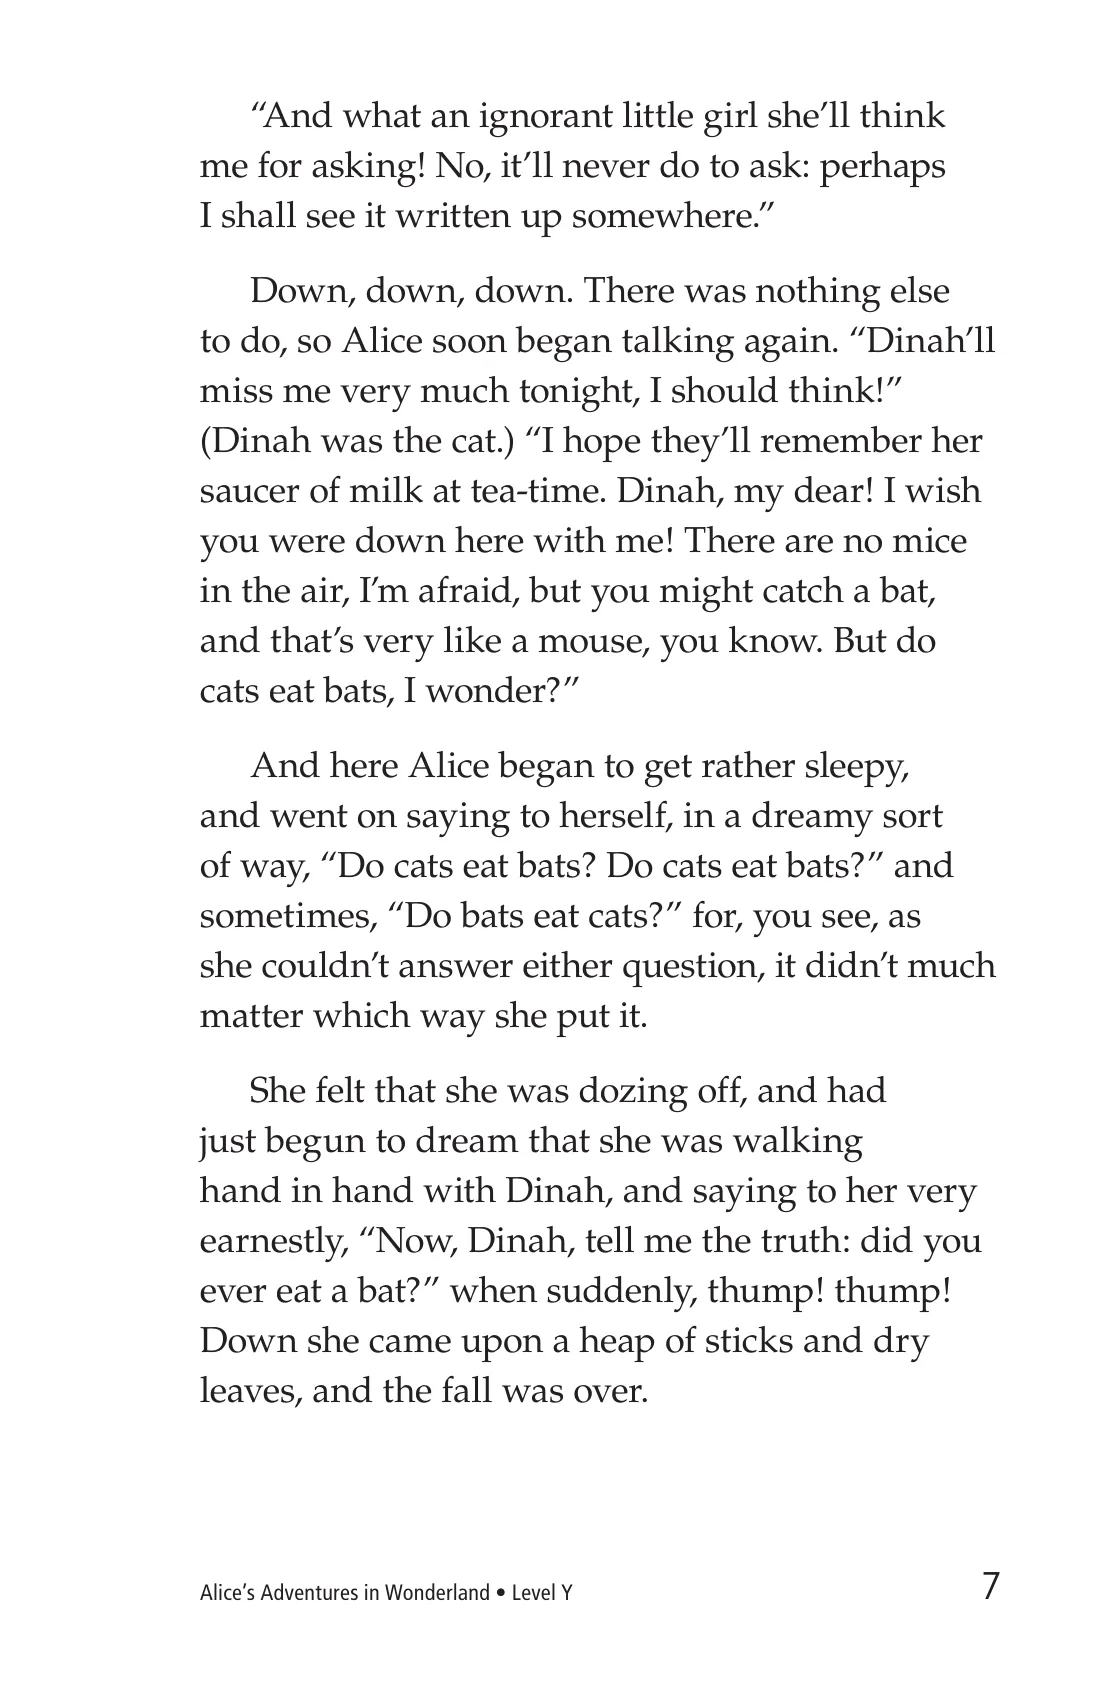 “And what an ignorant little girl she’ll think
me for asking! No, it’ll never do to ask: perhaps
I shall see it written up somewhere.”
Down, down, down. There was nothing else
to do, so Alice soon began talking again. “Dinah’ll
miss me very much tonight, I should think!”
(Dinah was the cat.) “I hope they’ll remember her
saucer of milk at tea-time. Dinah, my dear! I wish
you were down here with me! There are no mice
in the air, I’m afraid, but you might catch a bat,
and that’s very like a mouse, you know. But do
cats eat bats, I wonder?”
And here Alice began to get rather sleepy,
and went on saying to herself, in a dreamy sort
of way, “Do cats eat bats? Do cats eat bats?” and
sometimes, “Do bats eat cats?” for, you see, as
she couldn’t answer either question, it didn’t much
matter which way she put it.
She felt that she was dozing off, and had
just begun to dream that she was walking
hand in hand with Dinah, and saying to her very
earnestly, “Now, Dinah, tell me the truth: did you
ever eat a bat?” when suddenly, thump! thump!
Down she came upon a heap of sticks and dry
leaves, and the fall was over.
Alice’s Adventures in Wonderland • Level Y
7